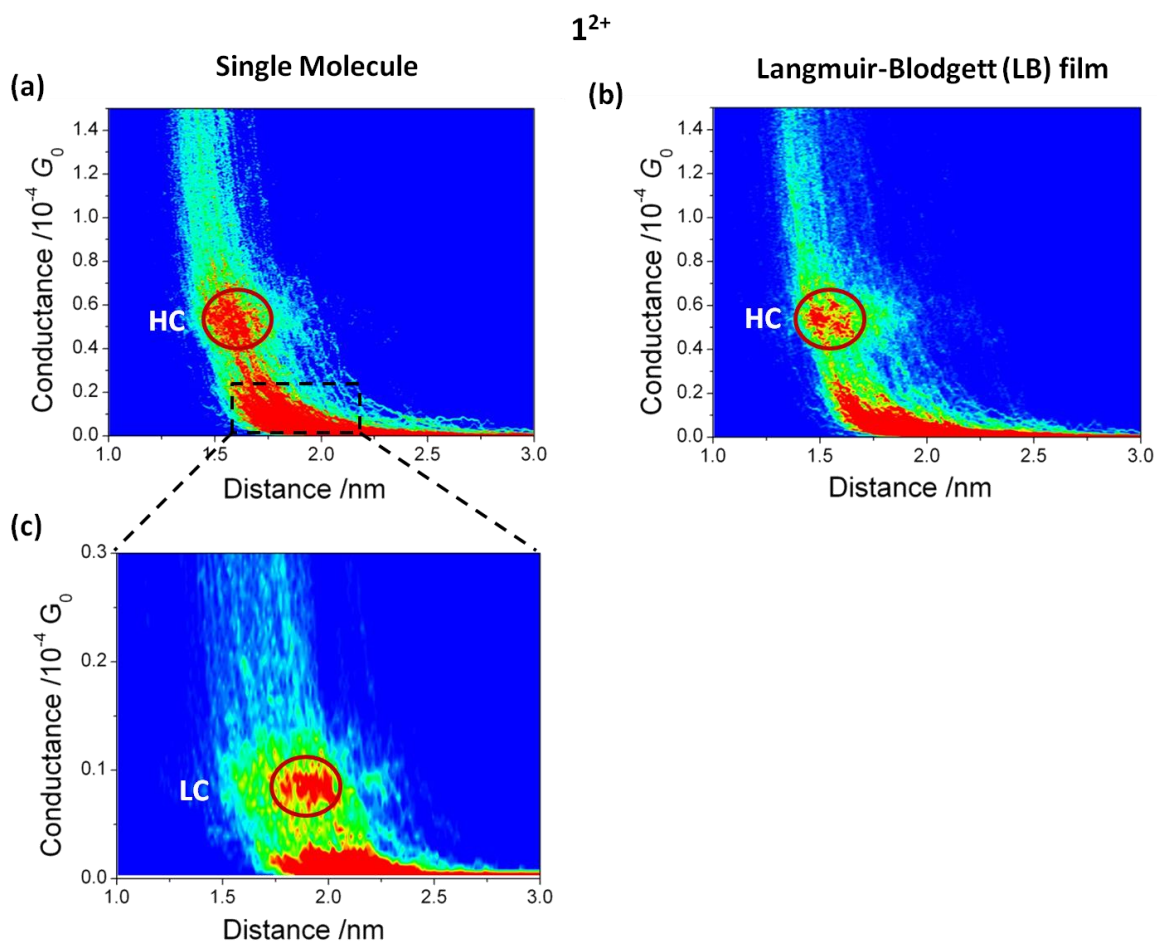 1²⁺
Single Molecule
Langmuir-Blodgett (LB) film
(a)
(b)
Conductance /10⁻⁴ G₀
1.4
1.2
1.0
0.8
0.6
0.4
0.2
0.0
HC
1.0 1.5 2.0 2.5 3.0
Distance /nm
Conductance /10⁻⁴ G₀
1.4
1.2
1.0
0.8
0.6
0.4
0.2
0.0
HC
1.0 1.5 2.0 2.5 3.0
Distance /nm
(c)
Conductance /10⁻⁴ G₀
0.3
0.2
0.1
0.0
LC
1.0 1.5 2.0 2.5 3.0
Distance /nm